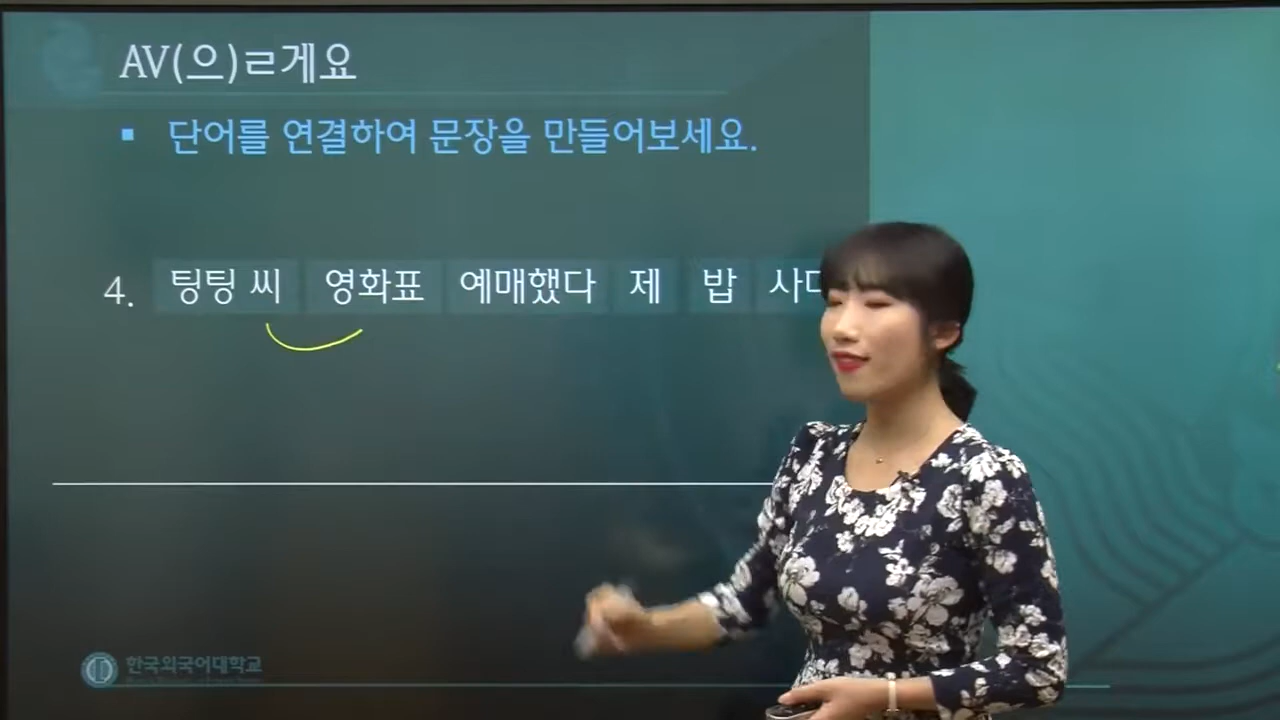 AV(으)ㄹ게요
▪ 단어를 연결하여 문장을 만들어보세요.
4. 팅팅 씨 영화표 예매했다 제 밥
한국외국어대학교